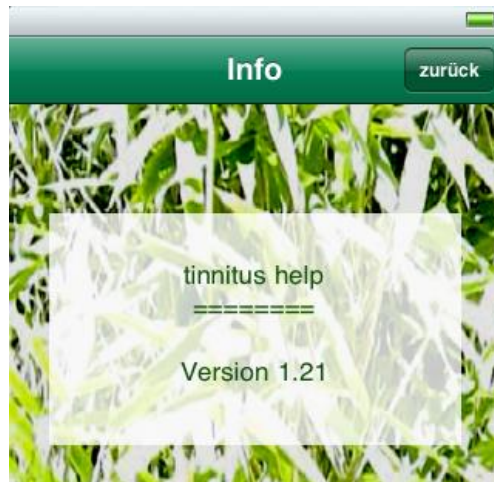 Info
zurück
tinnitus help
========
Version 1.21